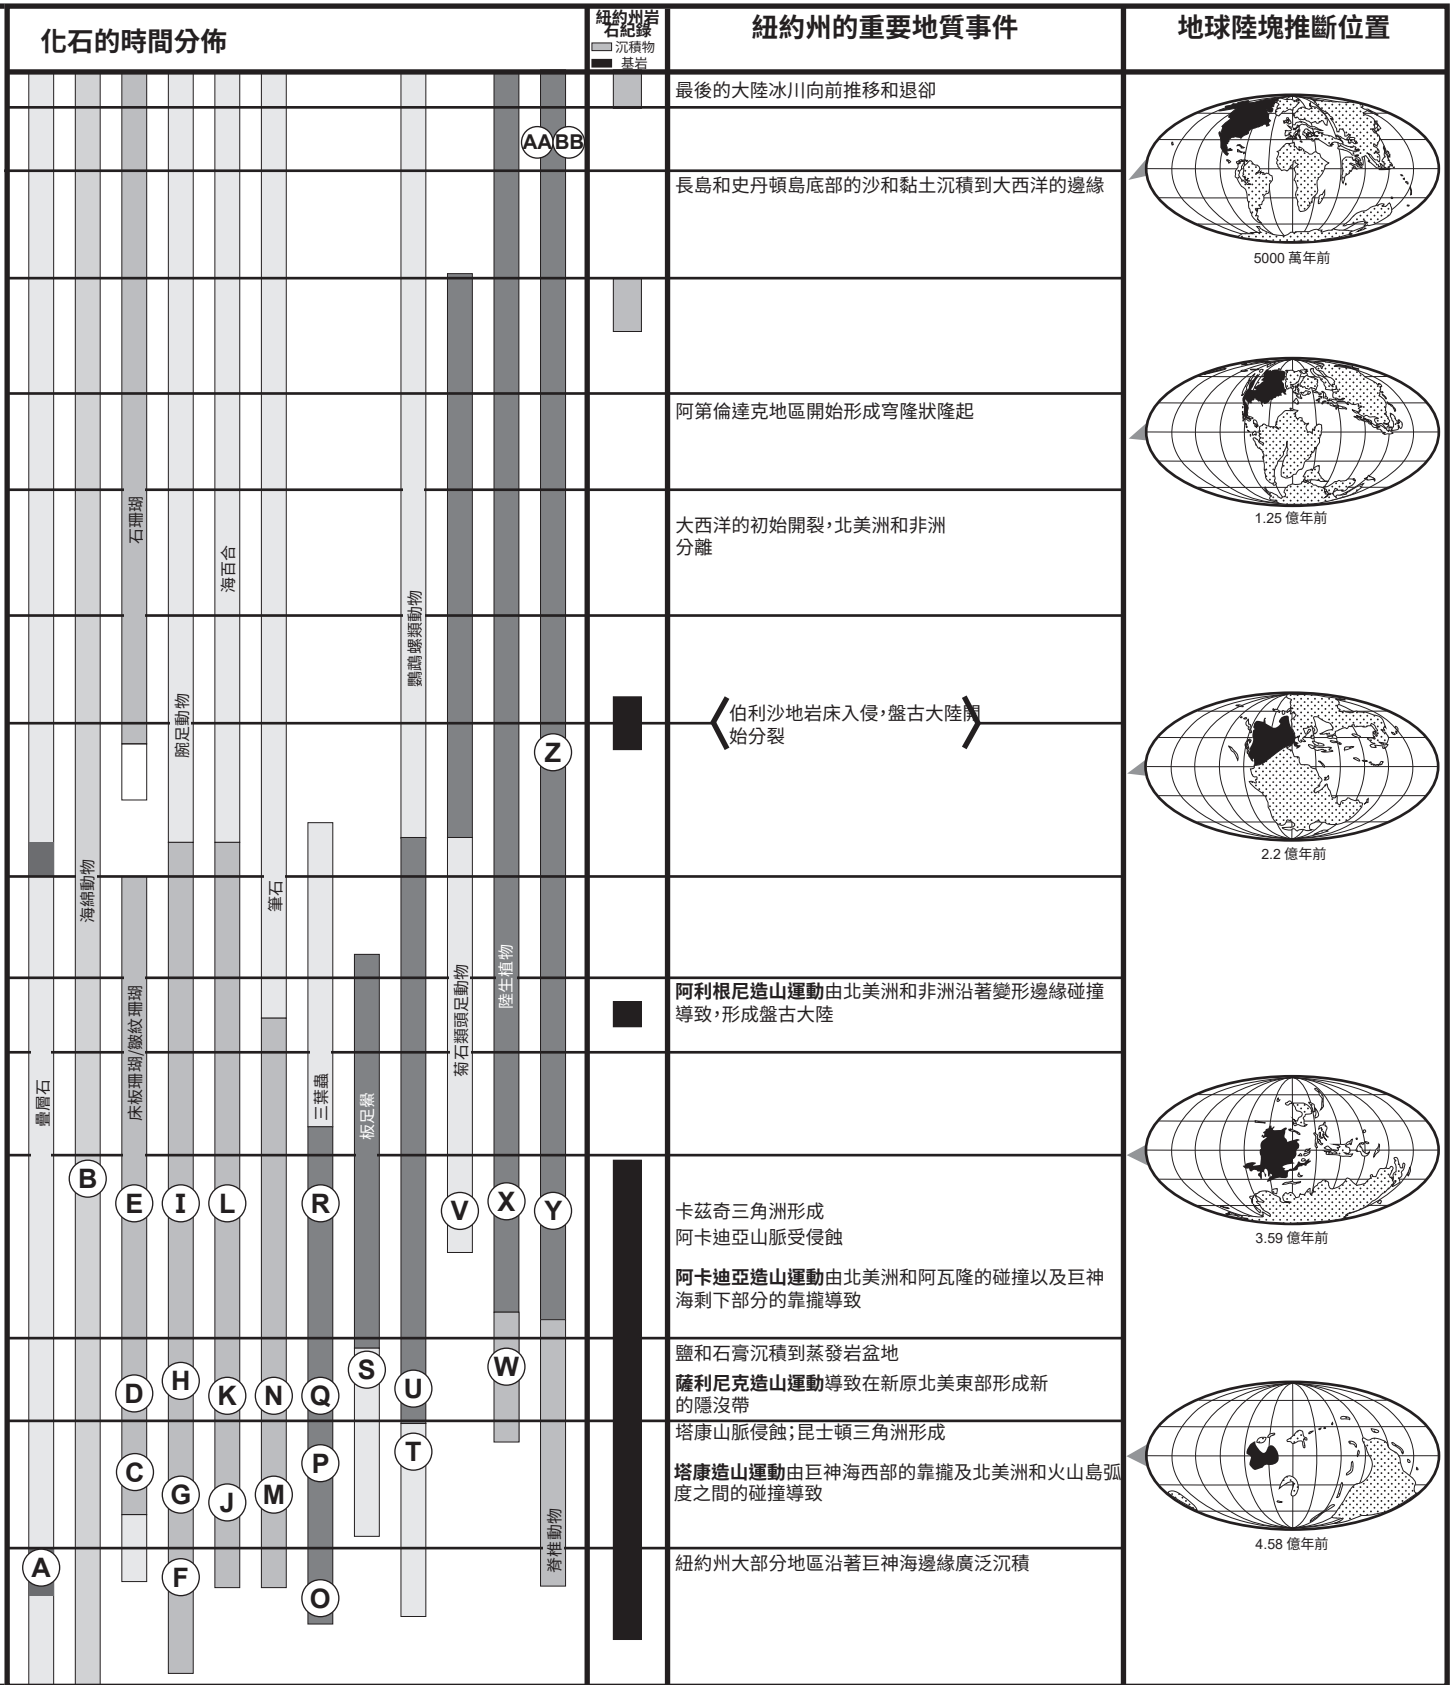 化石的時間分佈
紐約州岩
石紀錄
沉積物
基岩
紐約州的重要地質事件
地球陸塊推斷位置
疊層石
海綿動物
石珊瑚
床板珊瑚/皺紋珊瑚
腕足動物
海百合
筆石
三葉蟲
板足鱟
鸚鵡螺類動物
菊石類頭足動物
陸生植物
脊椎動物
AA BB
Z
B
E I L R V X Y
D H K N Q S U W
C G J M P T
A F O
最後的大陸冰川向前推移和退卻
長島和史丹頓島底部的沙和黏土沉積到大西洋的邊緣
阿第倫達克地區開始形成穹隆狀隆起
大西洋的初始開裂,北美洲和非洲
分離
伯利沙地岩床入侵,盤古大陸開
始分裂
阿利根尼造山運動由北美洲和非洲沿著變形邊緣碰撞
導致,形成盤古大陸
卡茲奇三角洲形成
阿卡迪亞山脈受侵蝕
阿卡迪亞造山運動由北美洲和阿瓦隆的碰撞以及巨神
海剩下部分的靠攏導致
鹽和石膏沉積到蒸發岩盆地
薩利尼克造山運動導致在新原北美東部形成新
的隱沒帶
塔康山脈侵蝕;昆士頓三角洲形成
塔康造山運動由巨神海西部的靠攏及北美洲和火山島弧
度之間的碰撞導致
紐約州大部分地區沿著巨神海邊緣廣泛沉積
5000 萬年前
1.25 億年前
2.2 億年前
3.59 億年前
4.58 億年前